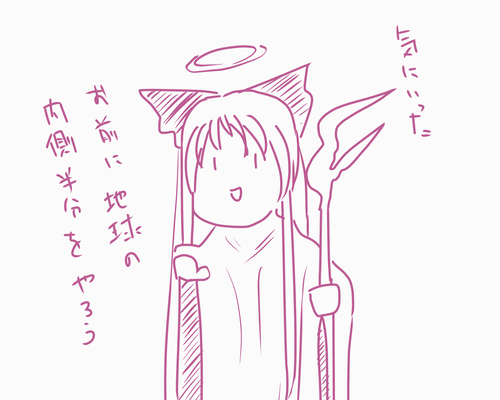 気にいった
お前に地球の
内側半分をやろう